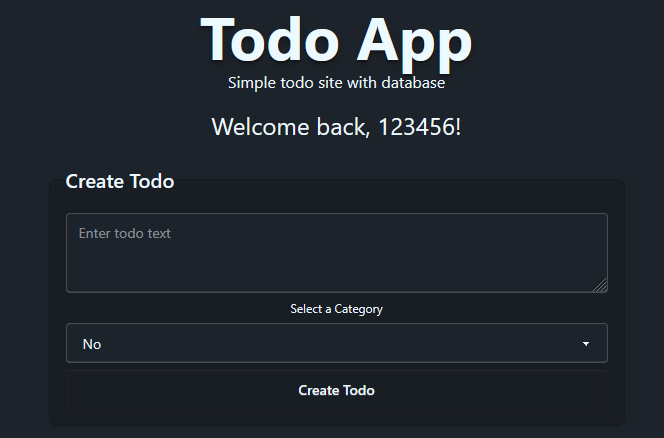 Todo App
Simple todo site with database
Welcome back, 123456!
Create Todo
Enter todo text
Select a Category
No
Create Todo